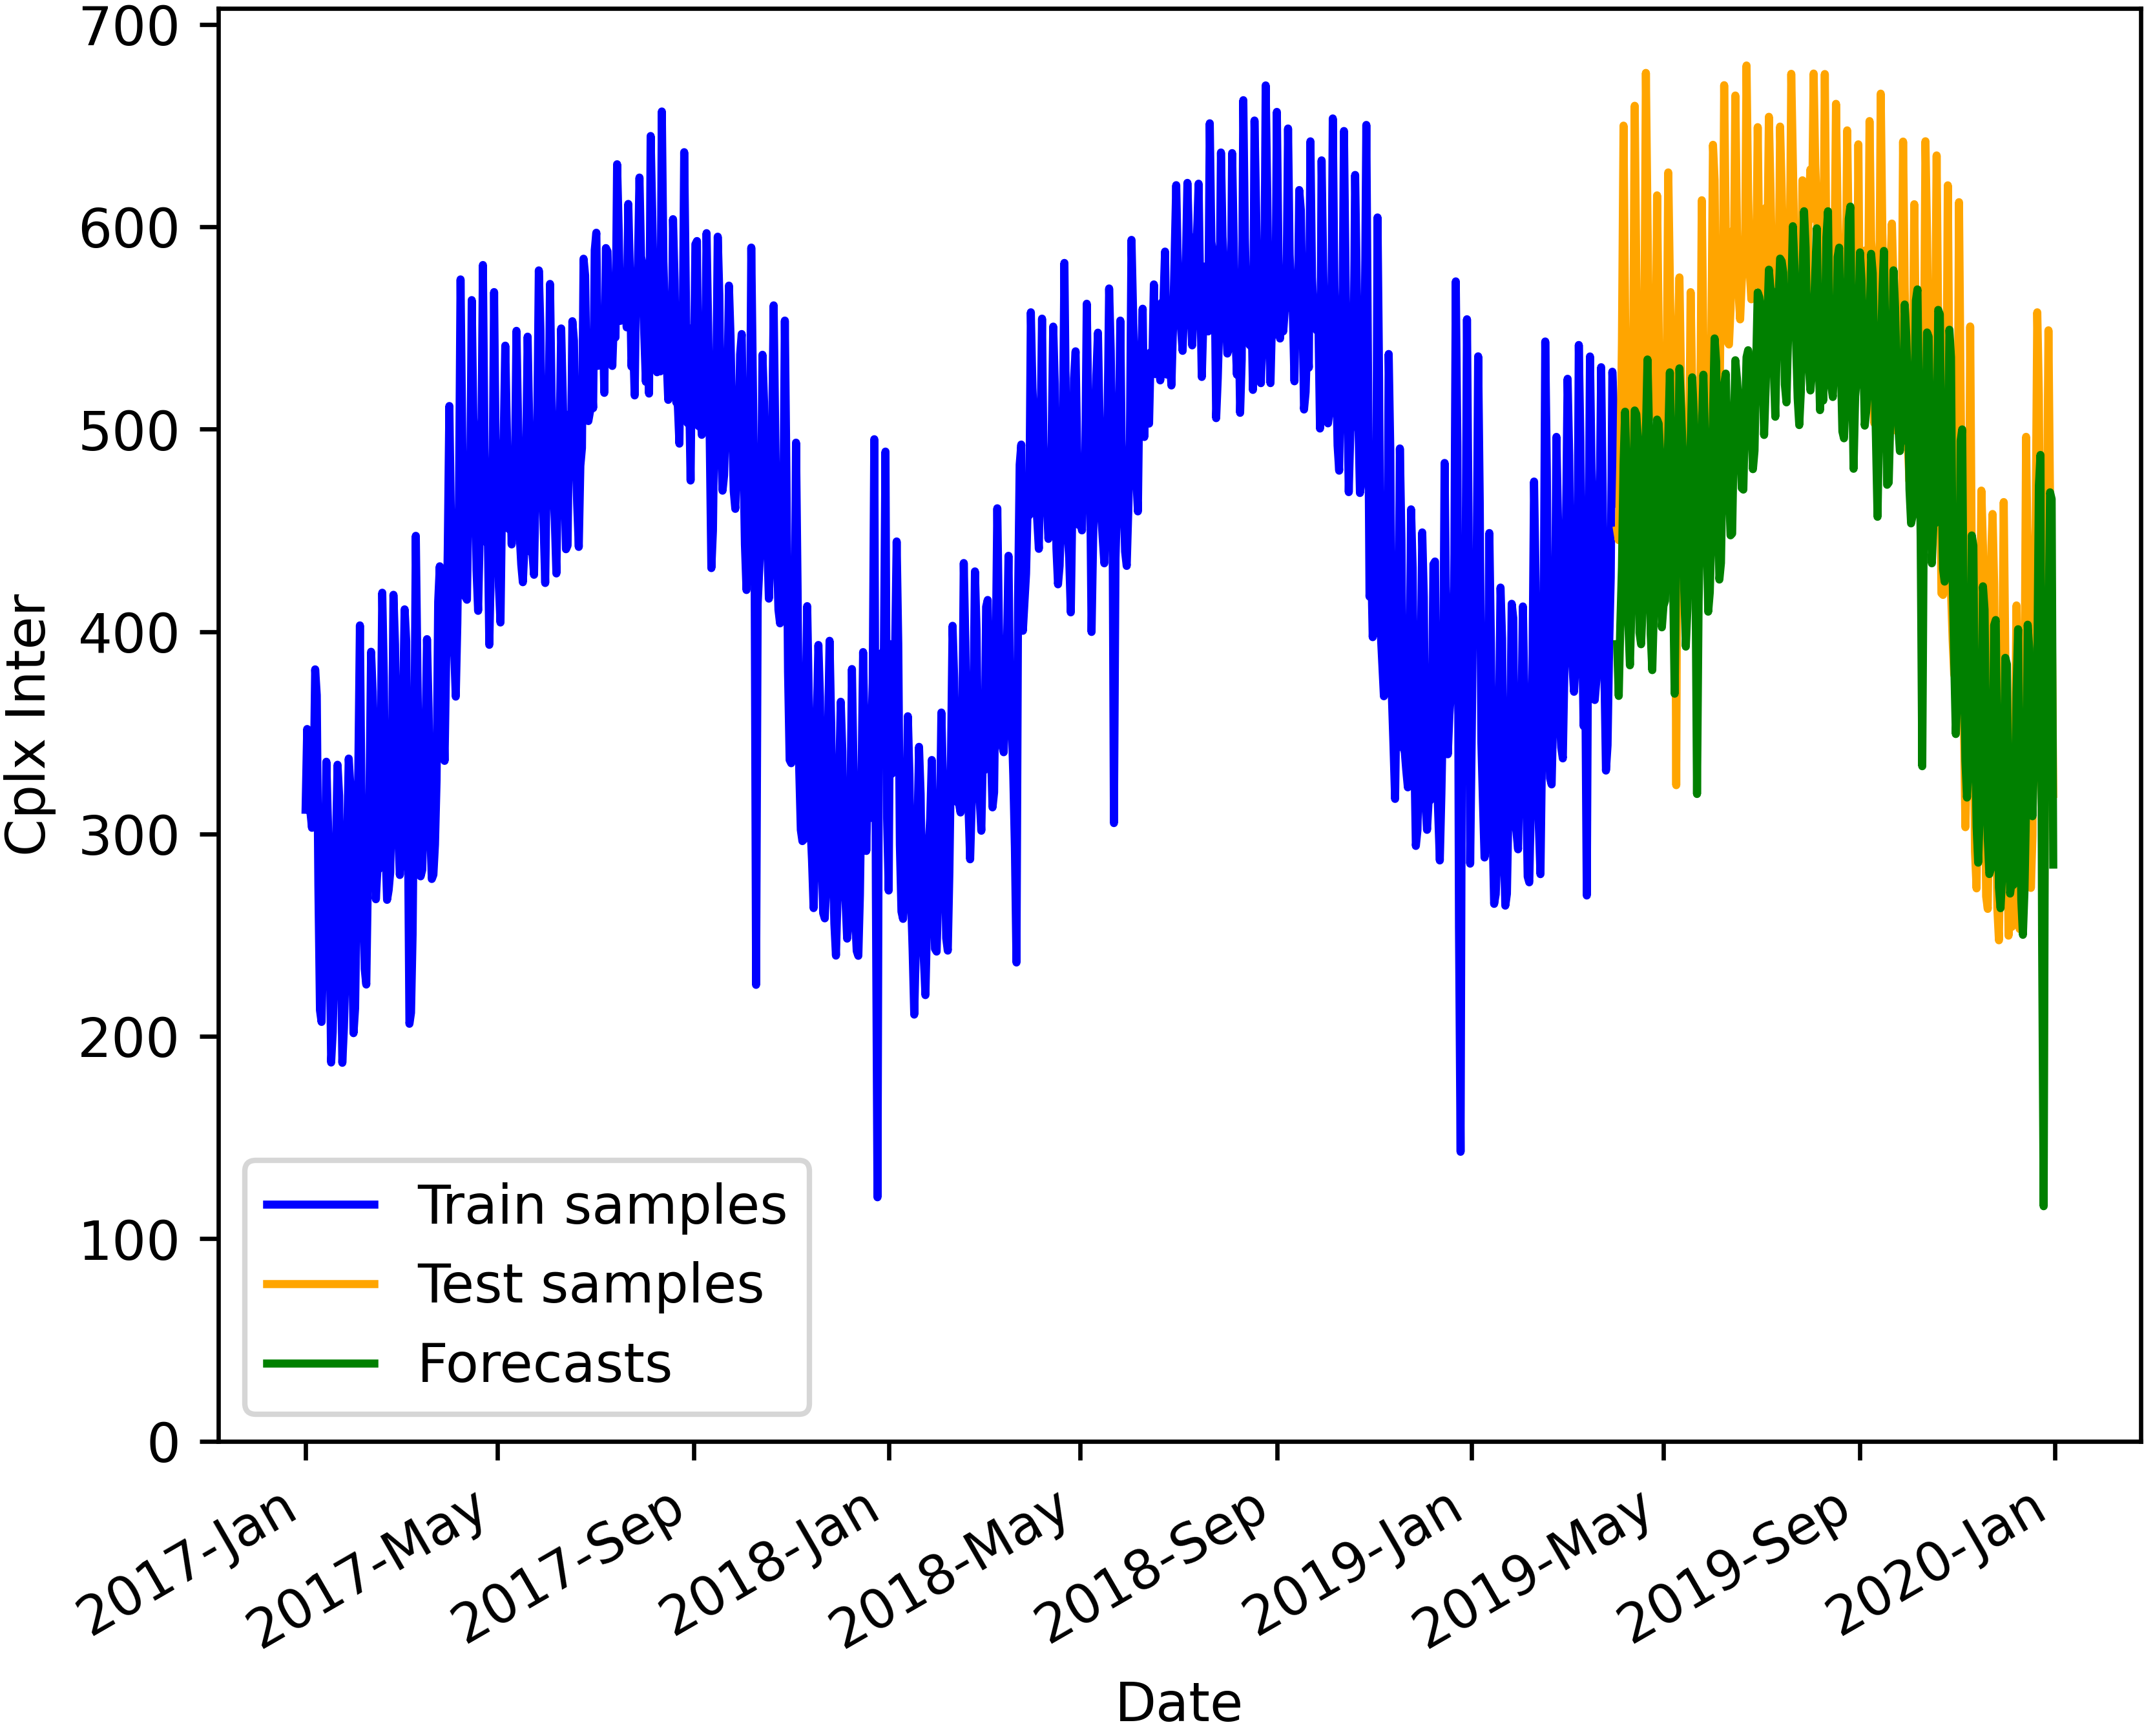 700
600
500
400
300
200
100
0
Cplx Inter
Train samples
Test samples
Forecasts
2017-Jan
2017-May
2017-Sep
2018-Jan
2018-May
2018-Sep
2019-Jan
2019-May
2019-Sep
2020-Jan
Date